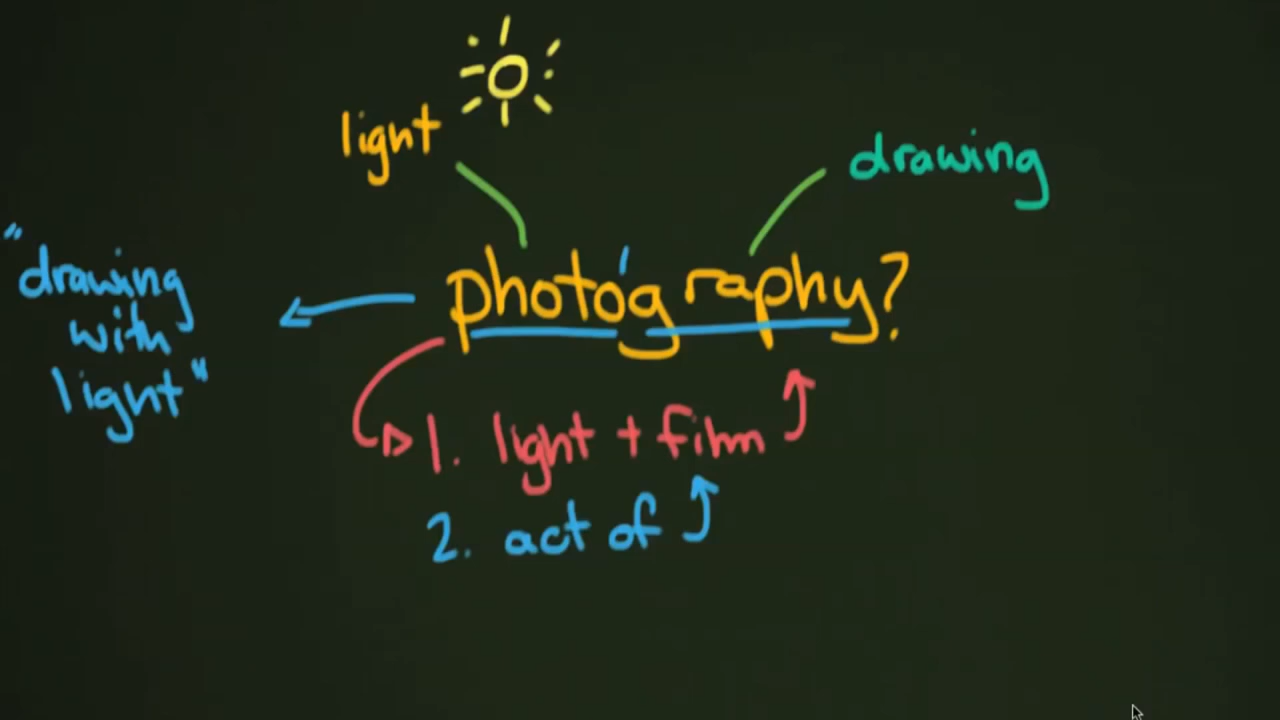 light
drawing
photography?
"drawing
with
light"
1. light + film
2. act of